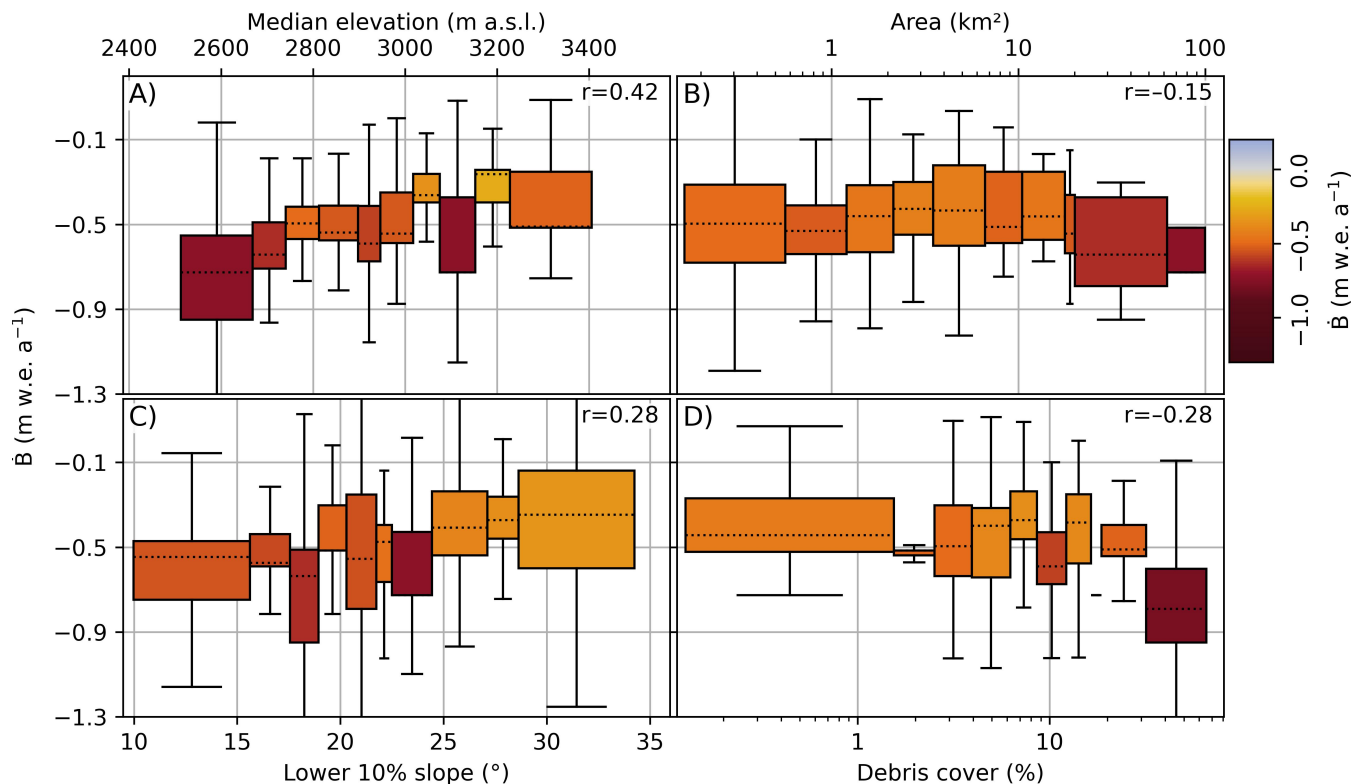 Median elevation (m a.s.l.) Area (km²)
2400 2600 2800 3000 3200 3400 1 10 100
A) r=0.42 B) r=–0.15
−0.1
−0.5
−0.9
−1.3
0.0
−0.5
−1.0
Ḃ (m w.e. a⁻¹)
Ḃ (m w.e. a⁻¹)
C) r=0.28 D) r=–0.28
−0.1
−0.5
−0.9
−1.3
10 15 20 25 30 35 1 10
Lower 10% slope (°) Debris cover (%)